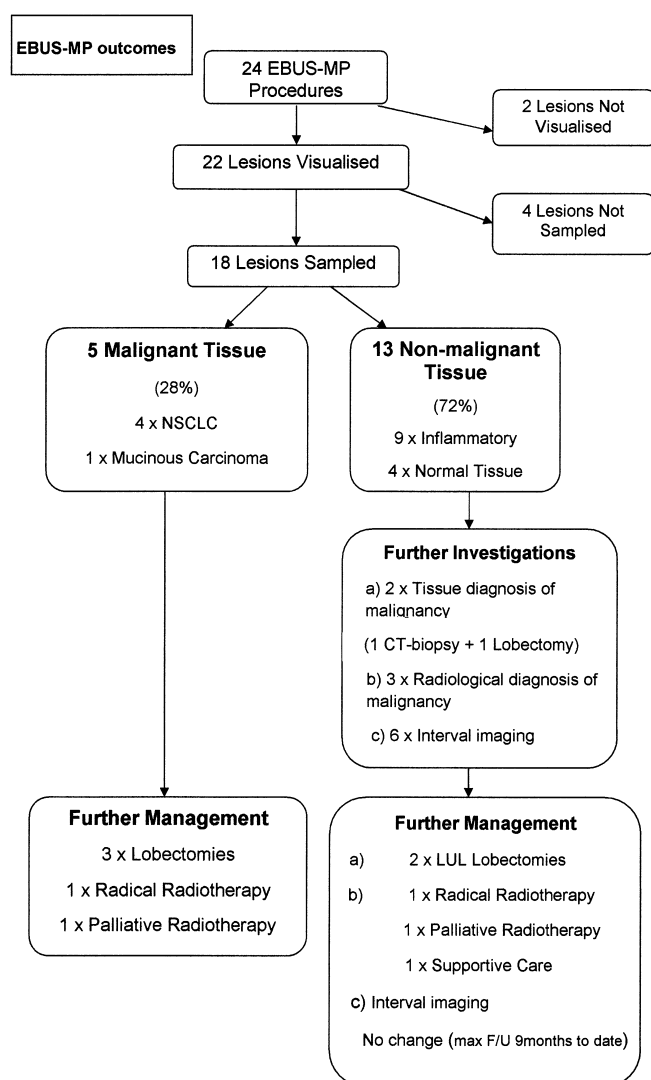 EBUS-MP outcomes
24 EBUS-MP
Procedures
2 Lesions Not
Visualised
22 Lesions Visualised
4 Lesions Not
Sampled
18 Lesions Sampled
5 Malignant Tissue
(28%)
4 x NSCLC
1 x Mucinous Carcinoma
13 Non-malignant
Tissue
(72%)
9 x Inflammatory
4 x Normal Tissue
Further Investigations
a) 2 x Tissue diagnosis of
malignancy
(1 CT-biopsy + 1 Lobectomy)
b) 3 x Radiological diagnosis of
malignancy
c) 6 x Interval imaging
Further Management
3 x Lobectomies
1 x Radical Radiotherapy
1 x Palliative Radiotherapy
Further Management
a) 2 x LUL Lobectomies
b) 1 x Radical Radiotherapy
1 x Palliative Radiotherapy
1 x Supportive Care
c) Interval imaging
No change (max F/U 9months to date)